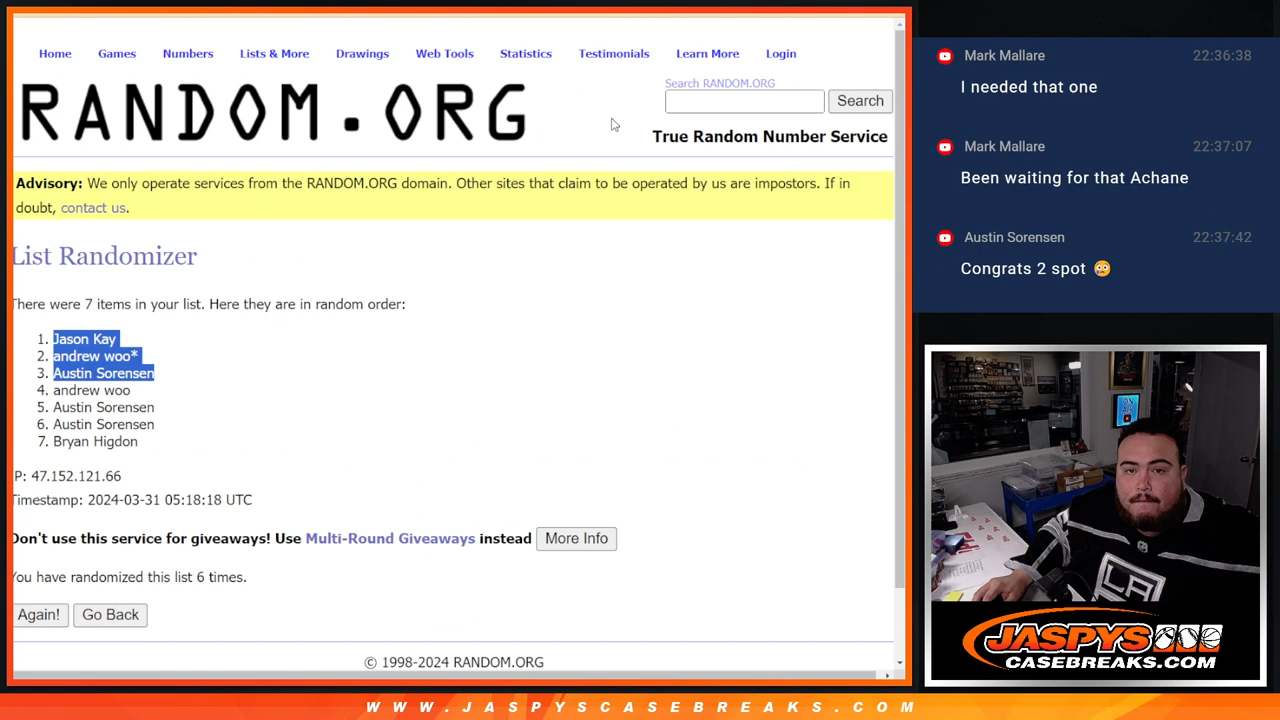 Home Games Numbers Lists & More Drawings Web Tools Statistics Testimonials Learn More Login
RANDOM.ORG
Search RANDOM.ORG
Search
True Random Number Service
Advisory: We only operate services from the RANDOM.ORG domain. Other sites that claim to be operated by us are impostors. If in
doubt, contact us.
List Randomizer
There were 7 items in your list. Here they are in random order:
1. Jason Kay
2. andrew woo*
3. Austin Sorensen
4. andrew woo
5. Austin Sorensen
6. Austin Sorensen
7. Bryan Higdon
IP: 47.152.121.66
Timestamp: 2024-03-31 05:18:18 UTC
Don't use this service for giveaways! Use Multi-Round Giveaways instead More Info
You have randomized this list 6 times.
Again! Go Back
© 1998-2024 RANDOM.ORG
Mark Mallare 22:36:38
I needed that one
Mark Mallare 22:37:07
Been waiting for that Achane
Austin Sorensen 22:37:42
Congrats 2 spot 😳
ON AIR
LA
JASPYS
CASEBREAKS.COM
WWW.JASPYSCASEBREAKS.COM